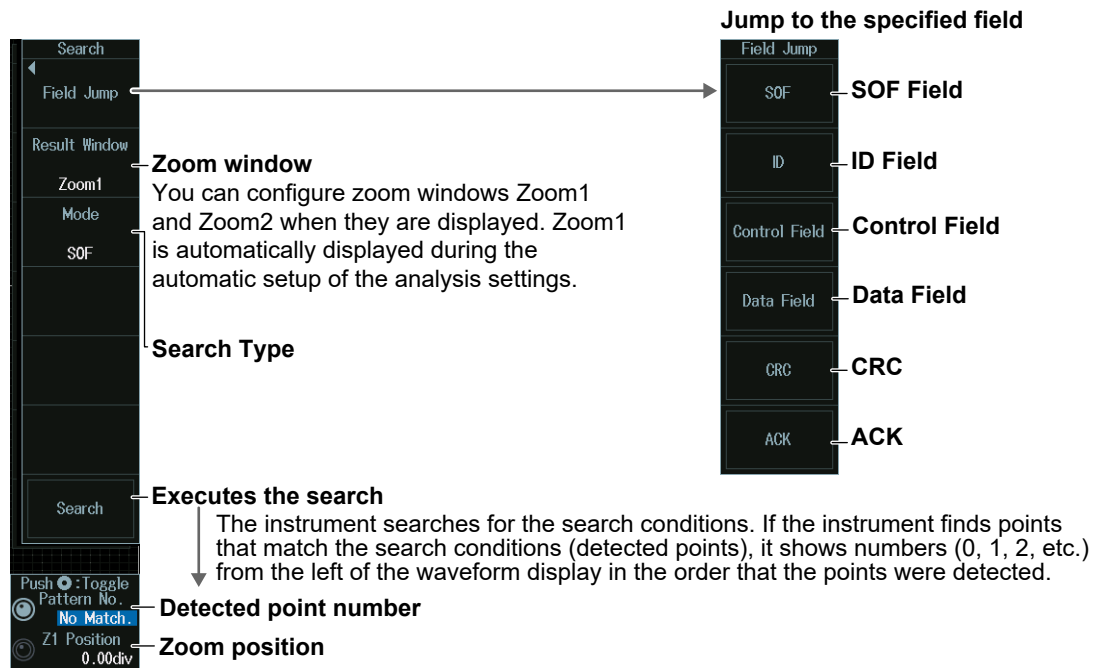 Jump to the specified field
Search
Field Jump
Result Window
Zoom1
Mode
SOF
Zoom window
You can configure zoom windows Zoom1
and Zoom2 when they are displayed. Zoom1
is automatically displayed during the
automatic setup of the analysis settings.
Search Type
Field Jump
SOF
SOF Field
ID
ID Field
Control Field
Control Field
Data Field
Data Field
CRC
CRC
ACK
ACK
Search
Executes the search
The instrument searches for the search conditions. If the instrument finds points
that match the search conditions (detected points), it shows numbers (0, 1, 2, etc.)
from the left of the waveform display in the order that the points were detected.
Push :Toggle
Pattern No.
No Match.
Detected point number
Z1 Position
0.00div
Zoom position